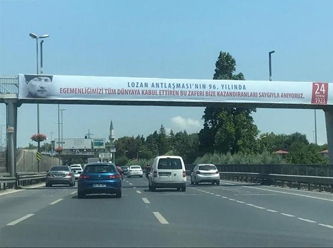 LOZAN ANTLAŞMASI'NIN 96. YILINDA
EGEMENLİĞİMİZİ TÜM DÜNYAYA KABUL ETTİREN BU ZAFERİ BİZE KAZANDIRANLARI SAYGIYLA ANIYORUZ.
24
1923